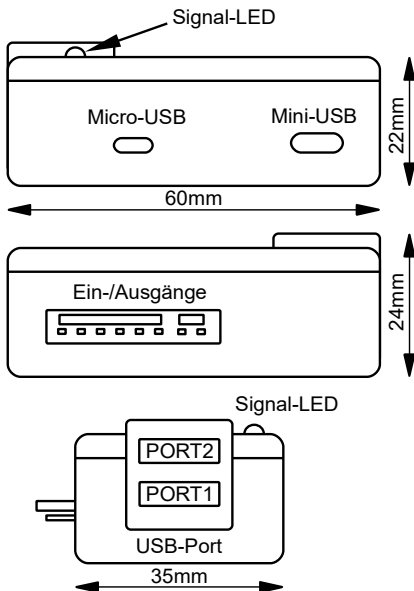 Signal-LED
Micro-USB
Mini-USB
22mm
60mm
Ein-/Ausgänge
24mm
Signal-LED
PORT2
PORT1
USB-Port
35mm